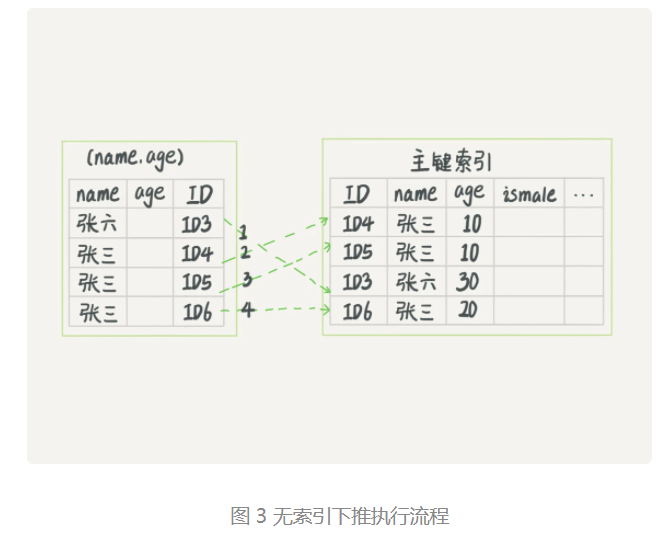 (name.age)
name age ID
张六 ID3
张三 ID4
张三 ID5
张三 ID6
1
2
3
4
主键索引
ID name age ismale ...
ID4 张三 10
ID5 张三 10
ID3 张六 30
ID6 张三 20
图 3 无索引下推执行流程